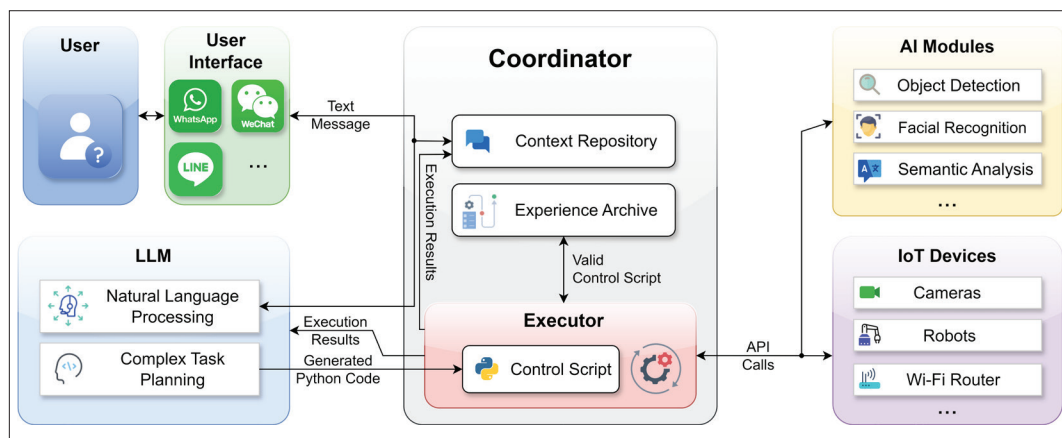 User
User
Interface
WhatsApp
WeChat
LINE
...
Text
Message
Coordinator
Context Repository
Experience Archive
Execution Results
Valid
Control Script
Executor
Control Script
LLM
Natural Language
Processing
Complex Task
Planning
Execution
Results
Generated
Python Code
API
Calls
AI Modules
Object Detection
Facial Recognition
A
Semantic Analysis
...
IoT Devices
Cameras
Robots
Wi-Fi Router
...